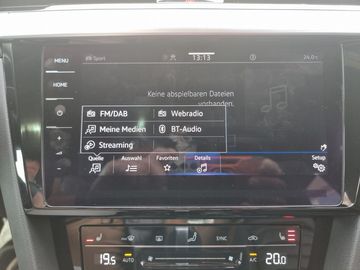 MENU
Sport
13:13
24.0°
HOME
Keine abspielbaren Dateien
vorhanden.
FM/DAB
Webradio
Meine Medien
BT-Audio
Streaming
Quelle
Auswahl
Favoriten
Details
Setup
19.5
AUTO
SYNC
A/C
20.0